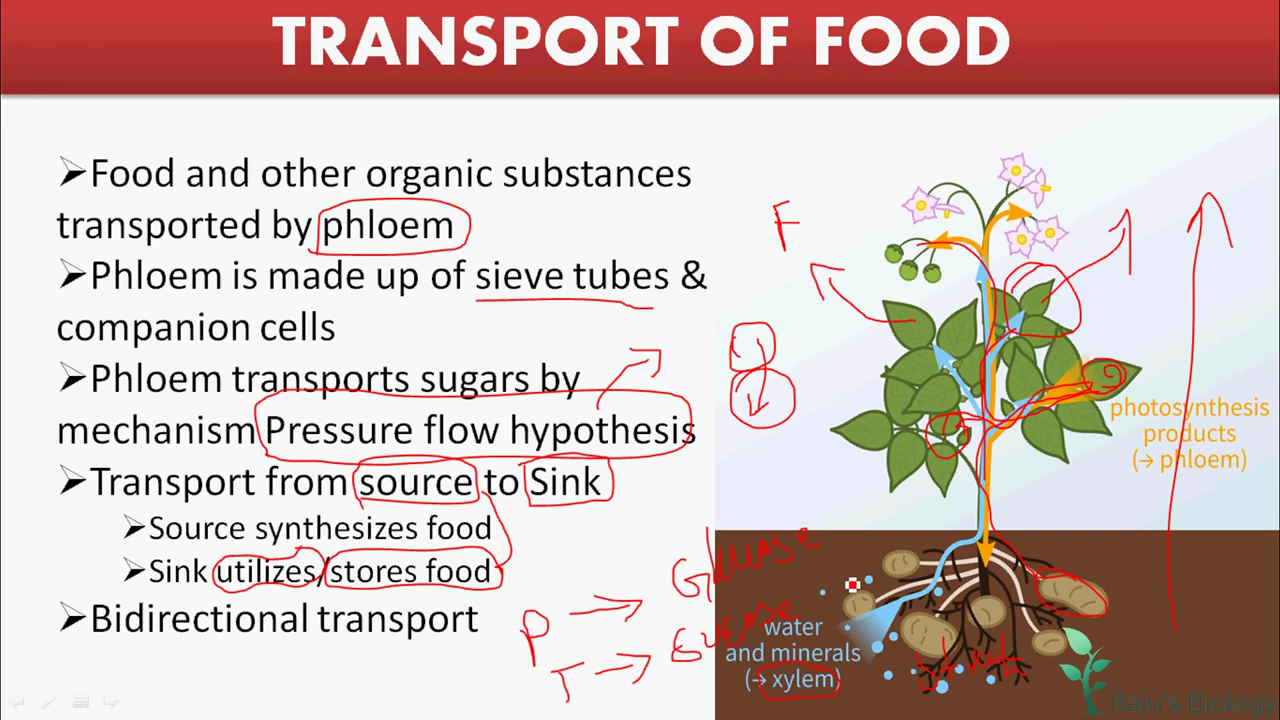 TRANSPORT OF FOOD
➢Food and other organic substances
transported by phloem
➢Phloem is made up of sieve tubes &
companion cells
➢Phloem transports sugars by
mechanism Pressure flow hypothesis
➢Transport from source to Sink
➢Source synthesizes food
➢Sink utilizes/stores food
➢Bidirectional transport
F
photosynthesis
products
(→ phloem)
Glucose
P
T
water
and minerals
(→ xylem)
Raju's Biology